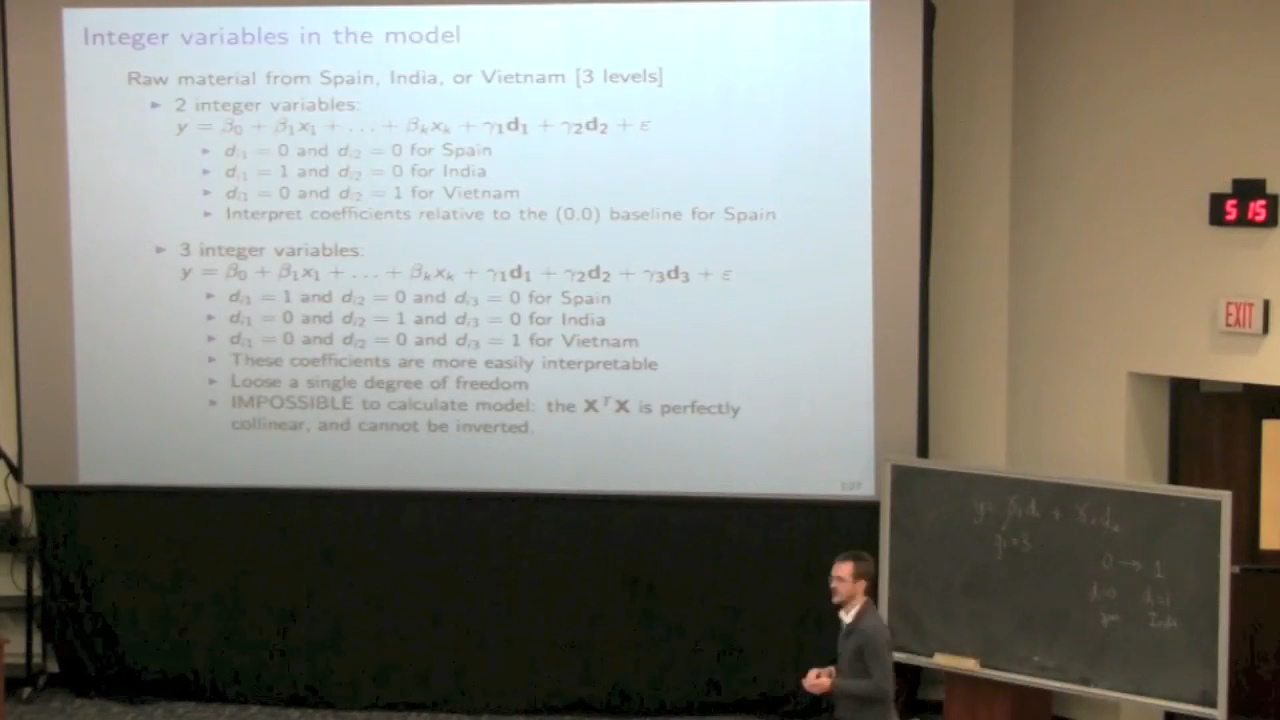 Integer variables in the model
Raw material from Spain, India, or Vietnam [3 levels]
► 2 integer variables:
y = β₀ + β₁x₁ + . . . + βₖxₖ + γ₁d₁ + γ₂d₂ + ε
► dᵢ₁ = 0 and dᵢ₂ = 0 for Spain
► dᵢ₁ = 1 and dᵢ₂ = 0 for India
► dᵢ₁ = 0 and dᵢ₂ = 1 for Vietnam
► Interpret coefficients relative to the (0,0) baseline for Spain
► 3 integer variables:
y = β₀ + β₁x₁ + . . . + βₖxₖ + γ₁d₁ + γ₂d₂ + γ₃d₃ + ε
► dᵢ₁ = 1 and dᵢ₂ = 0 and dᵢ₃ = 0 for Spain
► dᵢ₁ = 0 and dᵢ₂ = 1 and dᵢ₃ = 0 for India
► dᵢ₁ = 0 and dᵢ₂ = 0 and dᵢ₃ = 1 for Vietnam
► These coefficients are more easily interpretable
► Loose a single degree of freedom
► IMPOSSIBLE to calculate model: the XᵀX is perfectly
collinear, and cannot be inverted.
5 15
EXIT
0 → 1